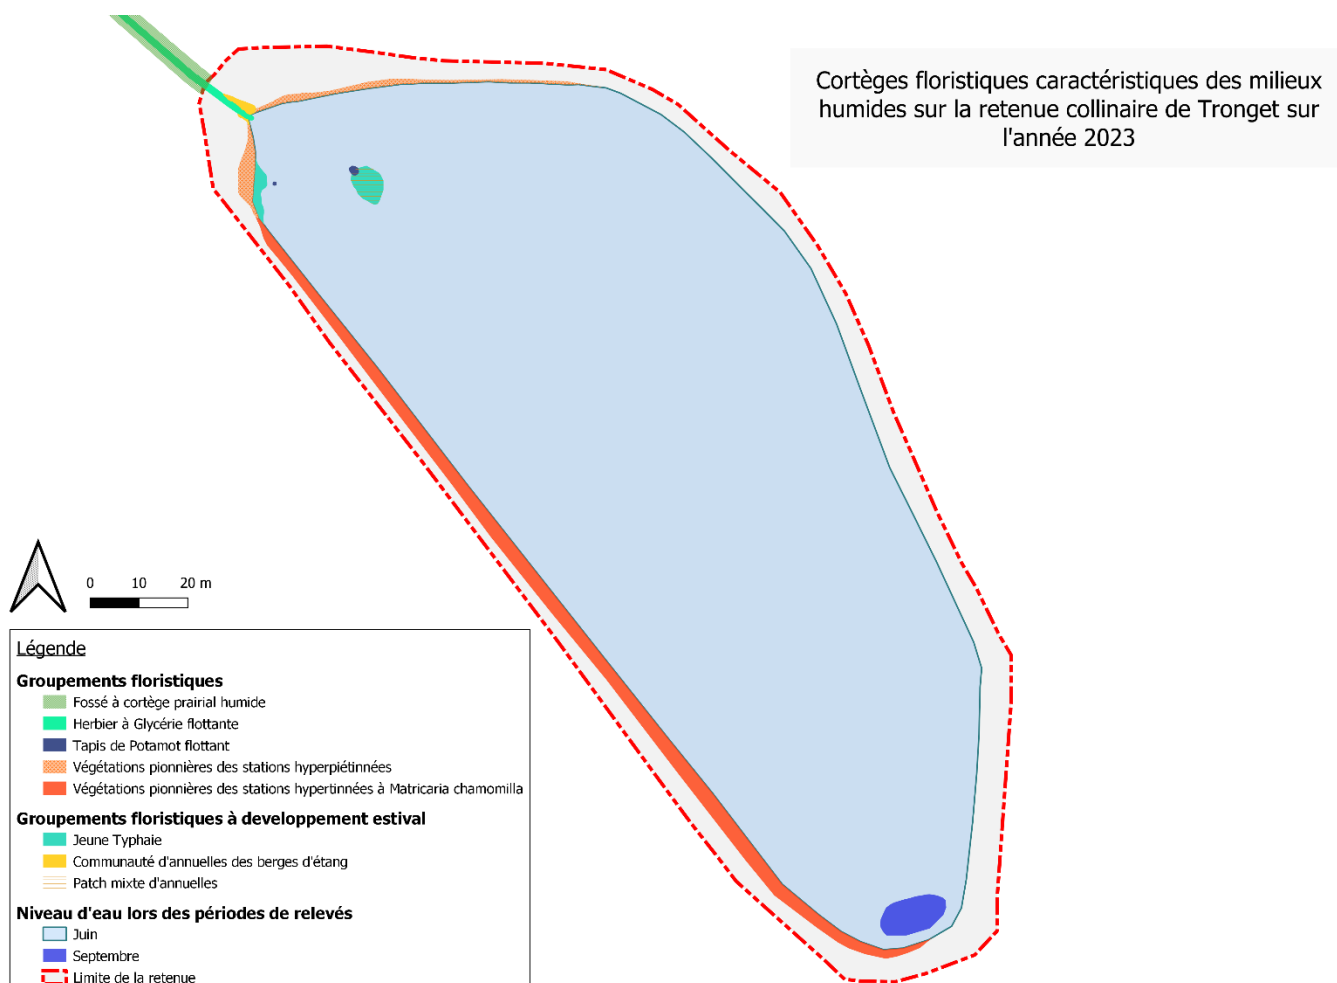 Cortèges floristiques caractéristiques des milieux
humides sur la retenue collinaire de Tronget sur
l'année 2023
0 10 20 m
Légende
Groupements floristiques
Fossé à cortège prairial humide
Herbier à Glycérie flottante
Tapis de Potamot flottant
Végétations pionnières des stations hyperpiétinnées
Végétations pionnières des stations hypertinnées à Matricaria chamomilla
Groupements floristiques à developpement estival
Jeune Typhaie
Communauté d'annuelles des berges d'étang
Patch mixte d'annuelles
Niveau d'eau lors des périodes de relevés
Juin
Septembre
Limite de la retenue